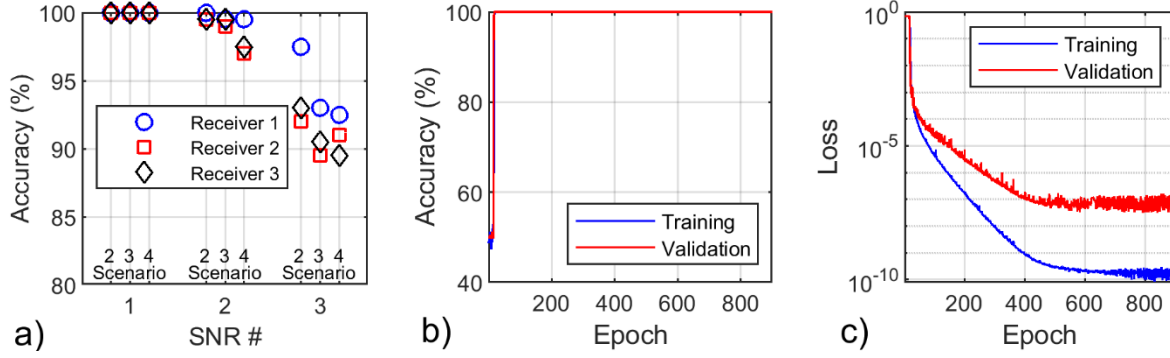 100
95
90
85
80
Accuracy (%)
Receiver 1
Receiver 2
Receiver 3
2 3 4
Scenario
2 3 4
Scenario
2 3 4
Scenario
1 2 3
SNR #
a)
100
80
60
40
Accuracy (%)
Training
Validation
200 400 600 800
Epoch
b)
10^0
10^-5
10^-10
Loss
Training
Validation
200 400 600 800
Epoch
c)